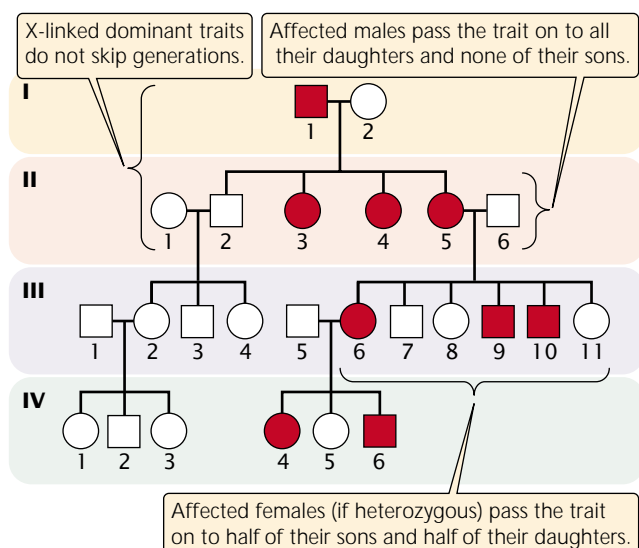 X-linked dominant traits
do not skip generations.
Affected males pass the trait on to all
their daughters and none of their sons.
I
1 2
II
1 2 3 4 5 6
III
1 2 3 4 5 6 7 8 9 10 11
IV
1 2 3 4 5 6
Affected females (if heterozygous) pass the trait
on to half of their sons and half of their daughters.